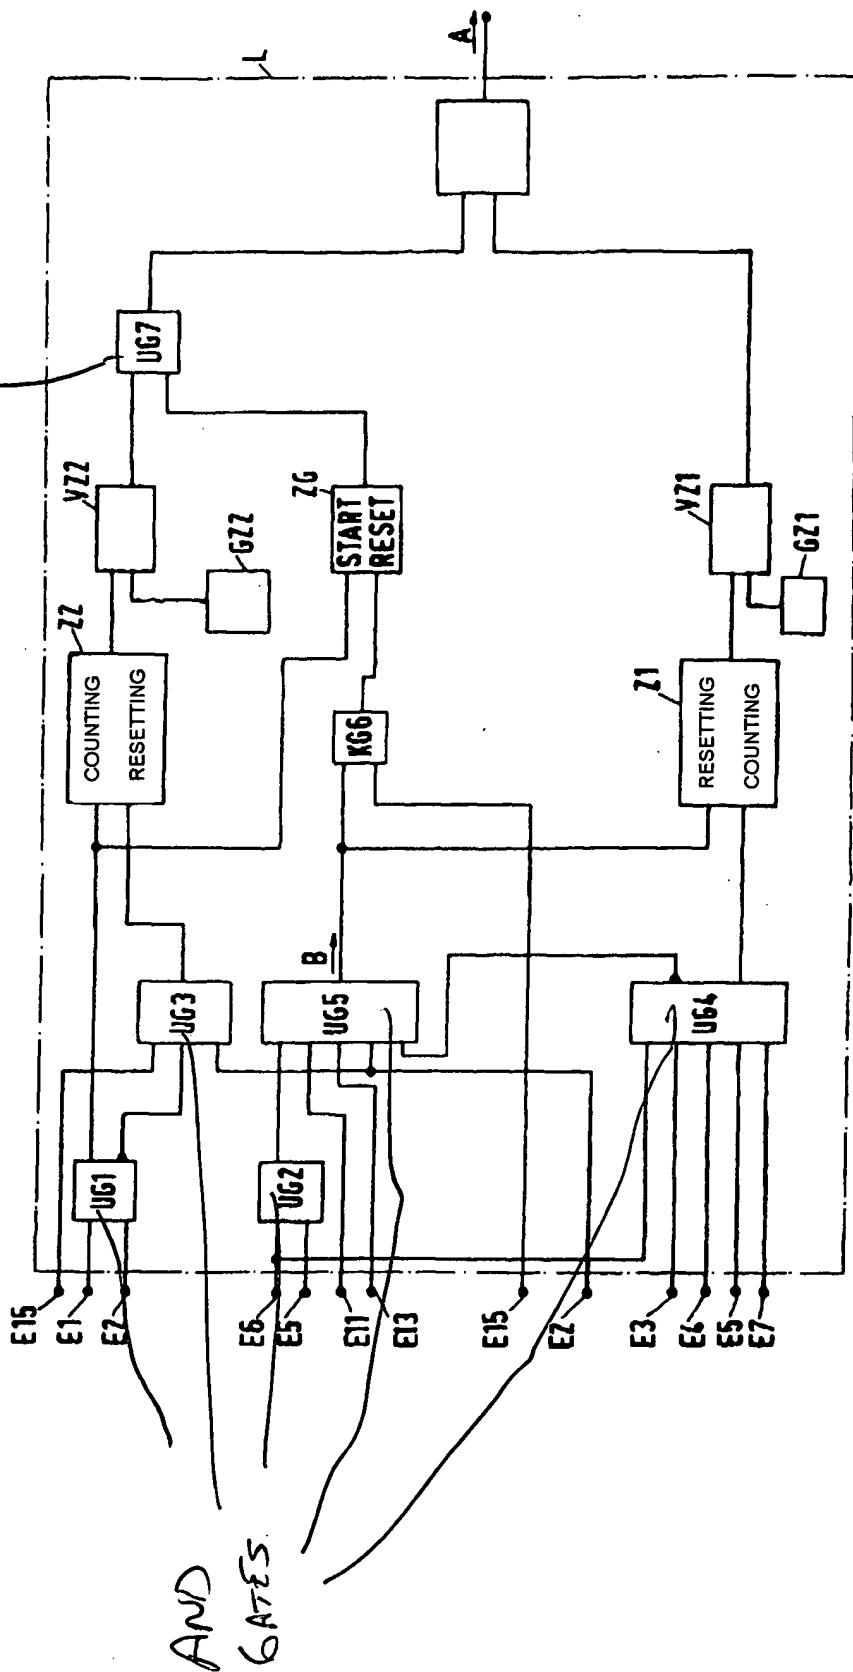 E15
E1
E2
E6
E5
E11
E13
E15
E2
E3
E4
E5
E7
UG1
UG2
UG3
UG5
UG4
B
Z2
COUNTING
RESETTING
KG6
Z1
RESETTING
COUNTING
VZ2
GZ2
ZG
START
RESET
VZ1
GZ1
UG7
L
A
AND
GATES